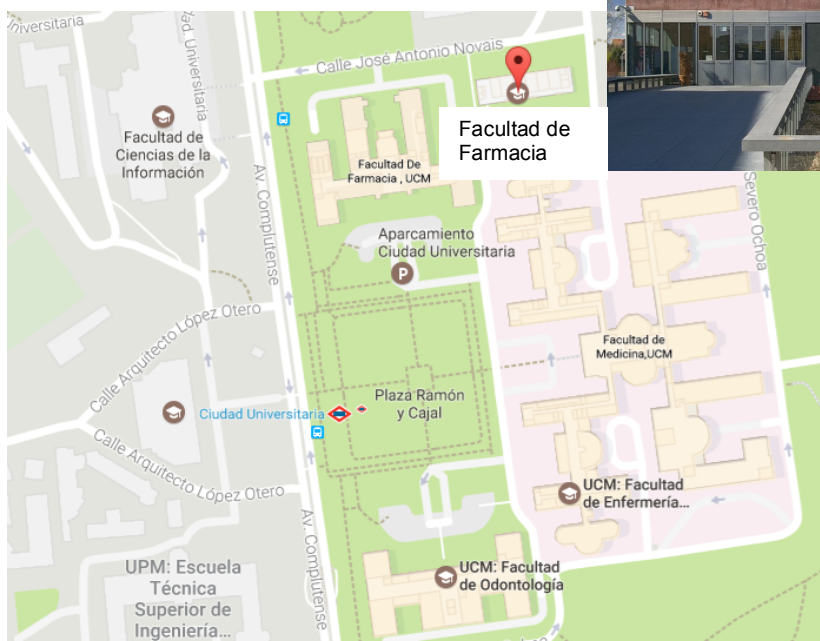 Universitaria
Calle José Antonio Novais
Universitaria
Facultad de
Ciencias de la
Información
Facultad de
Farmacia
Facultad De
Farmacia , UCM
Av. Complutense
Severo Ochoa
Aparcamiento
Ciudad Universitaria
P
Calle Arquitecto López Otero
Facultad de
Medicina,UCM
Plaza Ramón
y Cajal
Ciudad Universitaria
Calle Arquitecto López Otero
UCM: Facultad
de Enfermería...
Av. Complutense
UPM: Escuela
Técnica
Superior de
Ingeniería...
UCM: Facultad
de Odontología